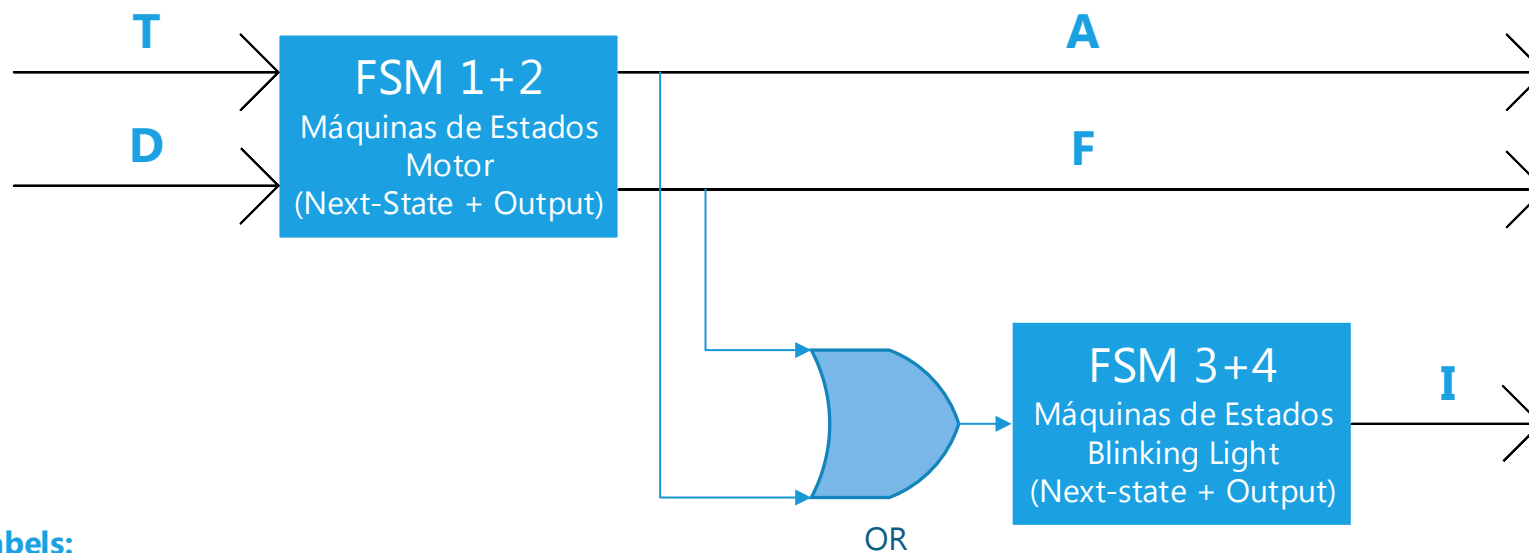 T
A
FSM 1+2
Máquinas de Estados
Motor
(Next-State + Output)
D
F
FSM 3+4
Máquinas de Estados
Blinking Light
(Next-state + Output)
I
OR
abels: